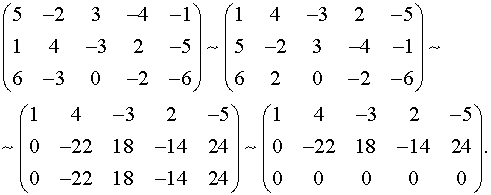 5 −2 3 −4 −1 1 4 −3 2 −5
1 4 −3 2 −5 ~ 5 −2 3 −4 −1 ~
6 −3 0 −2 −6 6 2 0 −2 −6
1 4 −3 2 −5 1 4 −3 2 −5
~ 0 −22 18 −14 24 ~ 0 −22 18 −14 24 .
0 −22 18 −14 24 0 0 0 0 0